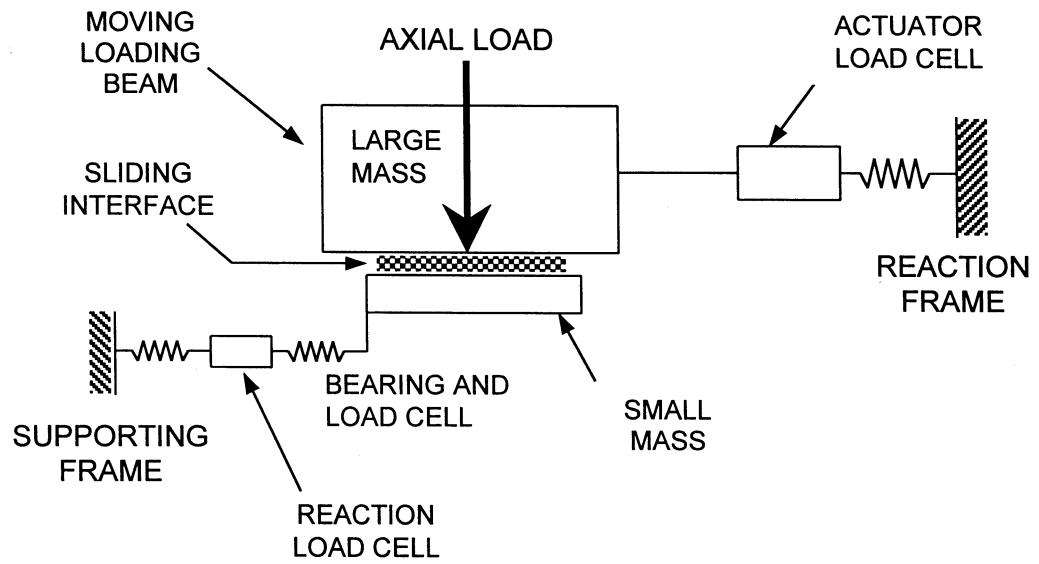 MOVING
LOADING
BEAM
AXIAL LOAD
ACTUATOR
LOAD CELL
LARGE
MASS
SLIDING
INTERFACE
REACTION
FRAME
BEARING AND
LOAD CELL
SMALL
MASS
SUPPORTING
FRAME
REACTION
LOAD CELL